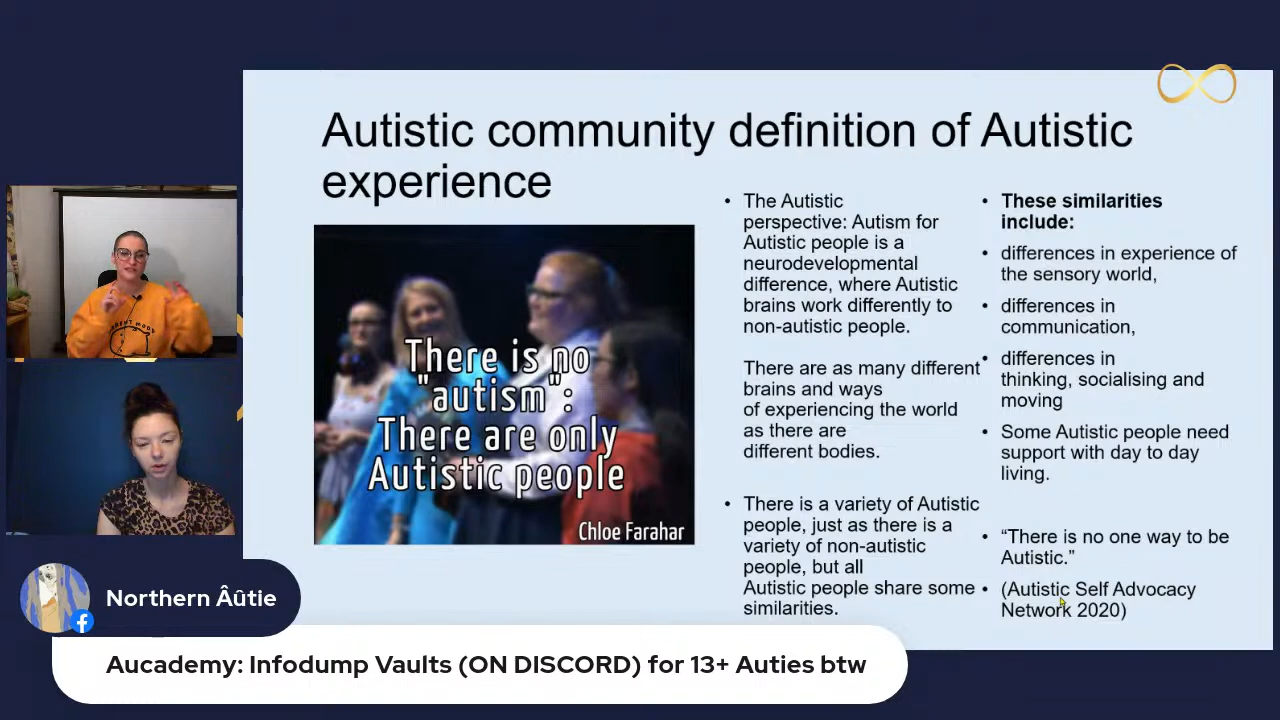 Autistic community definition of Autistic
experience
There is no
"autism":
There are only
Autistic people
Chloe Farahar
• The Autistic
perspective: Autism for
Autistic people is a
neurodevelopmental
difference, where Autistic
brains work differently to
non-autistic people.
There are as many different
brains and ways
of experiencing the world
as there are
different bodies.
• There is a variety of Autistic
people, just as there is a
variety of non-autistic
people, but all
Autistic people share some
similarities.
• These similarities
include:
• differences in experience of
the sensory world,
• differences in
communication,
• differences in
thinking, socialising and
moving
• Some Autistic people need
support with day to day
living.
• “There is no one way to be
Autistic.”
• (Autistic Self Advocacy
Network 2020)
Northern Âûtie
Aucademy: Infodump Vaults (ON DISCORD) for 13+ Auties btw